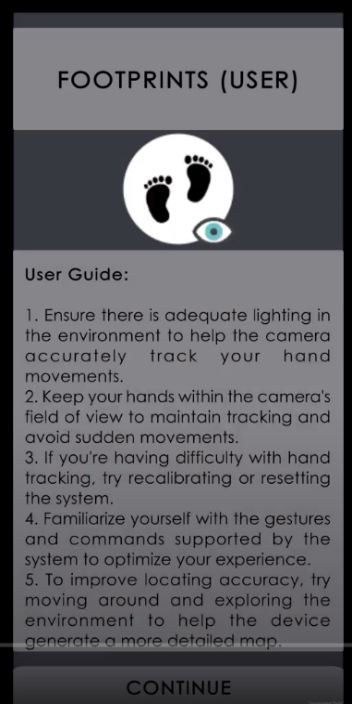 FOOTPRINTS (USER)
User Guide:
1. Ensure there is adequate lighting in
the environment to help the camera
accurately track your hand
movements.
2. Keep your hands within the camera's
field of view to maintain tracking and
avoid sudden movements.
3. If you're having difficulty with hand
tracking, try recalibrating or resetting
the system.
4. Familiarize yourself with the gestures
and commands supported by the
system to optimize your experience.
5. To improve locating accuracy, try
moving around and exploring the
environment to help the device
generate a more detailed map.
CONTINUE